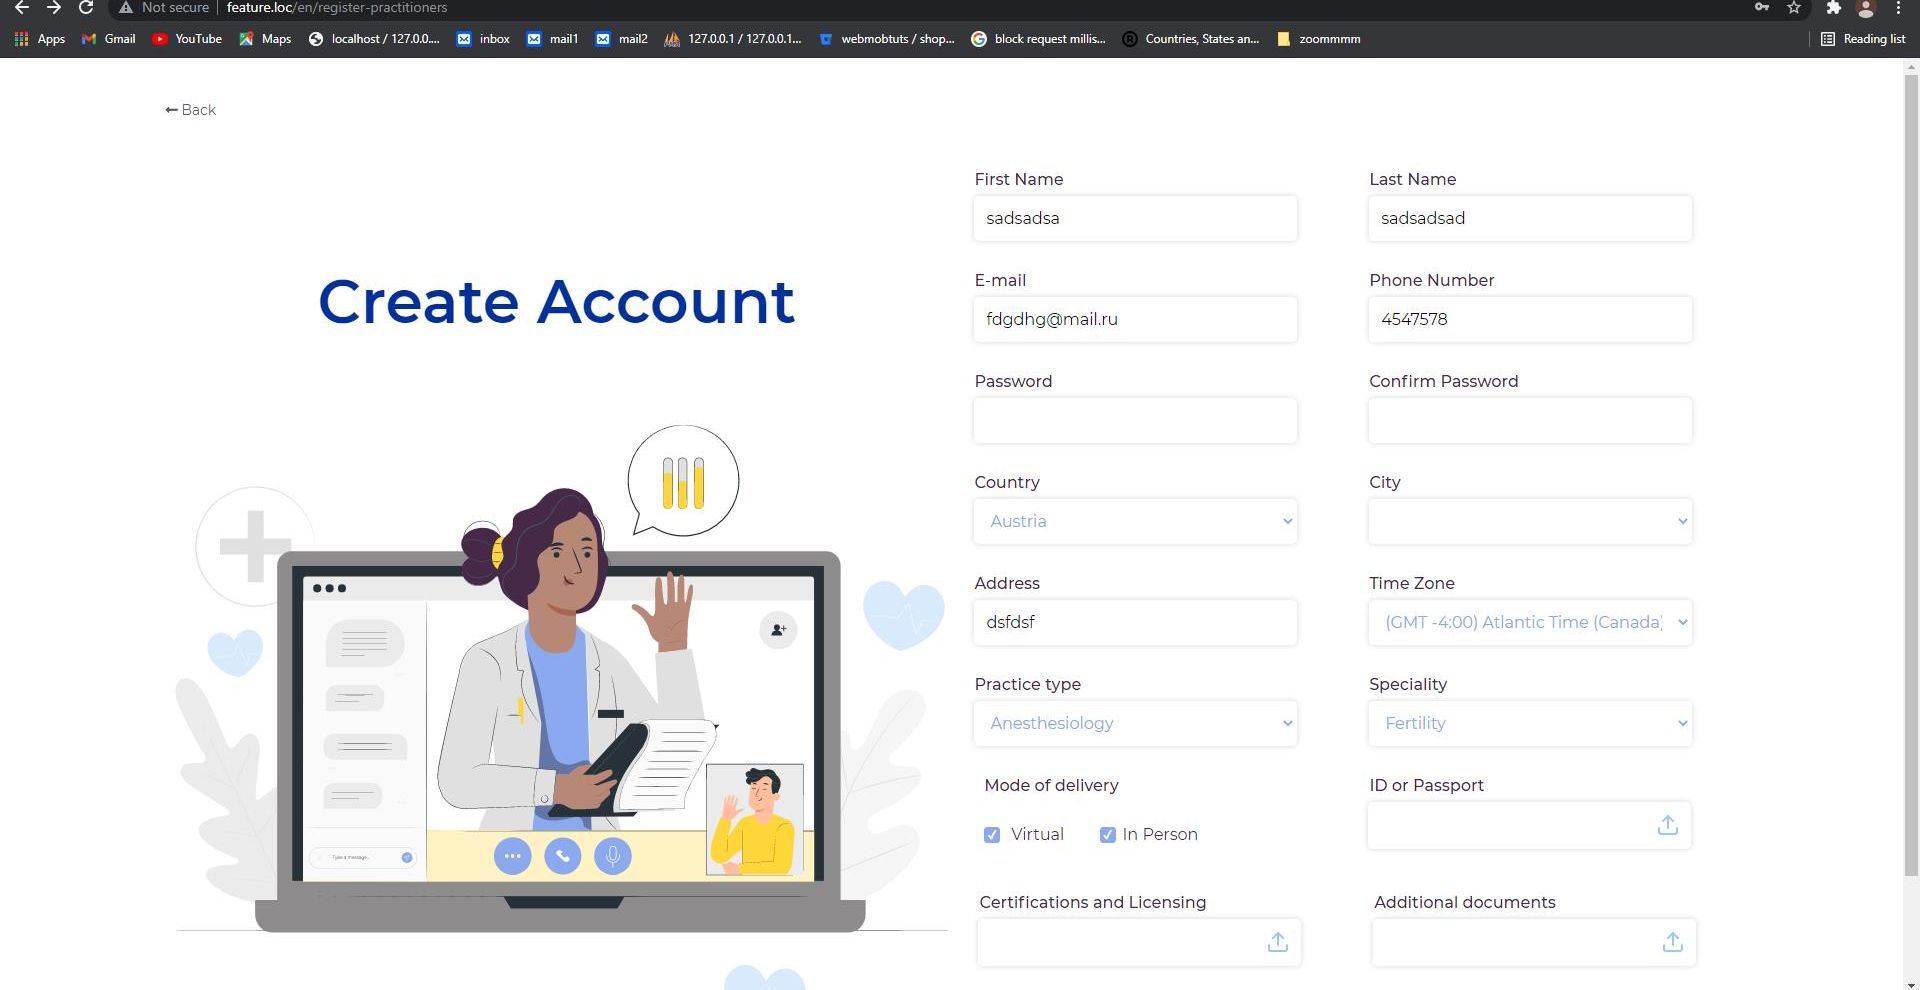 Not secure feature.loc/en/register-practitioners
Apps Gmail YouTube Maps localhost / 127.0.0.... inbox mail1 mail2 127.0.0.1 / 127.0.0.1... webmobtuts / shop... block request millis... Countries, States an... zoommmm Reading list
Back
Create Account
First Name
sadsadsa
Last Name
sadsadsad
E-mail
fdgdhg@mail.ru
Phone Number
4547578
Password
Confirm Password
Country
Austria
City
Address
dsfdsf
Time Zone
(GMT -4:00) Atlantic Time (Canada)
Practice type
Anesthesiology
Speciality
Fertility
Mode of delivery
Virtual In Person
ID or Passport
Certifications and Licensing
Additional documents
Type a message..